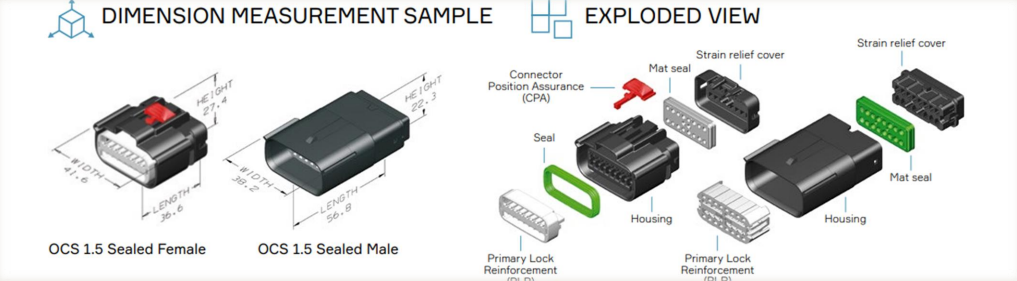 DIMENSION MEASUREMENT SAMPLE
HEIGHT
27.4
WIDTH
41.6
LENGTH
36.6
OCS 1.5 Sealed Female
HEIGHT
22.3
WIDTH
38.2
LENGTH
56.8
OCS 1.5 Sealed Male
EXPLODED VIEW
Connector
Position Assurance
(CPA)
Mat seal
Strain relief cover
Seal
Housing
Primary Lock
Reinforcement
(PLR)
Strain relief cover
Mat seal
Housing
Primary Lock
Reinforcement
(PLR)